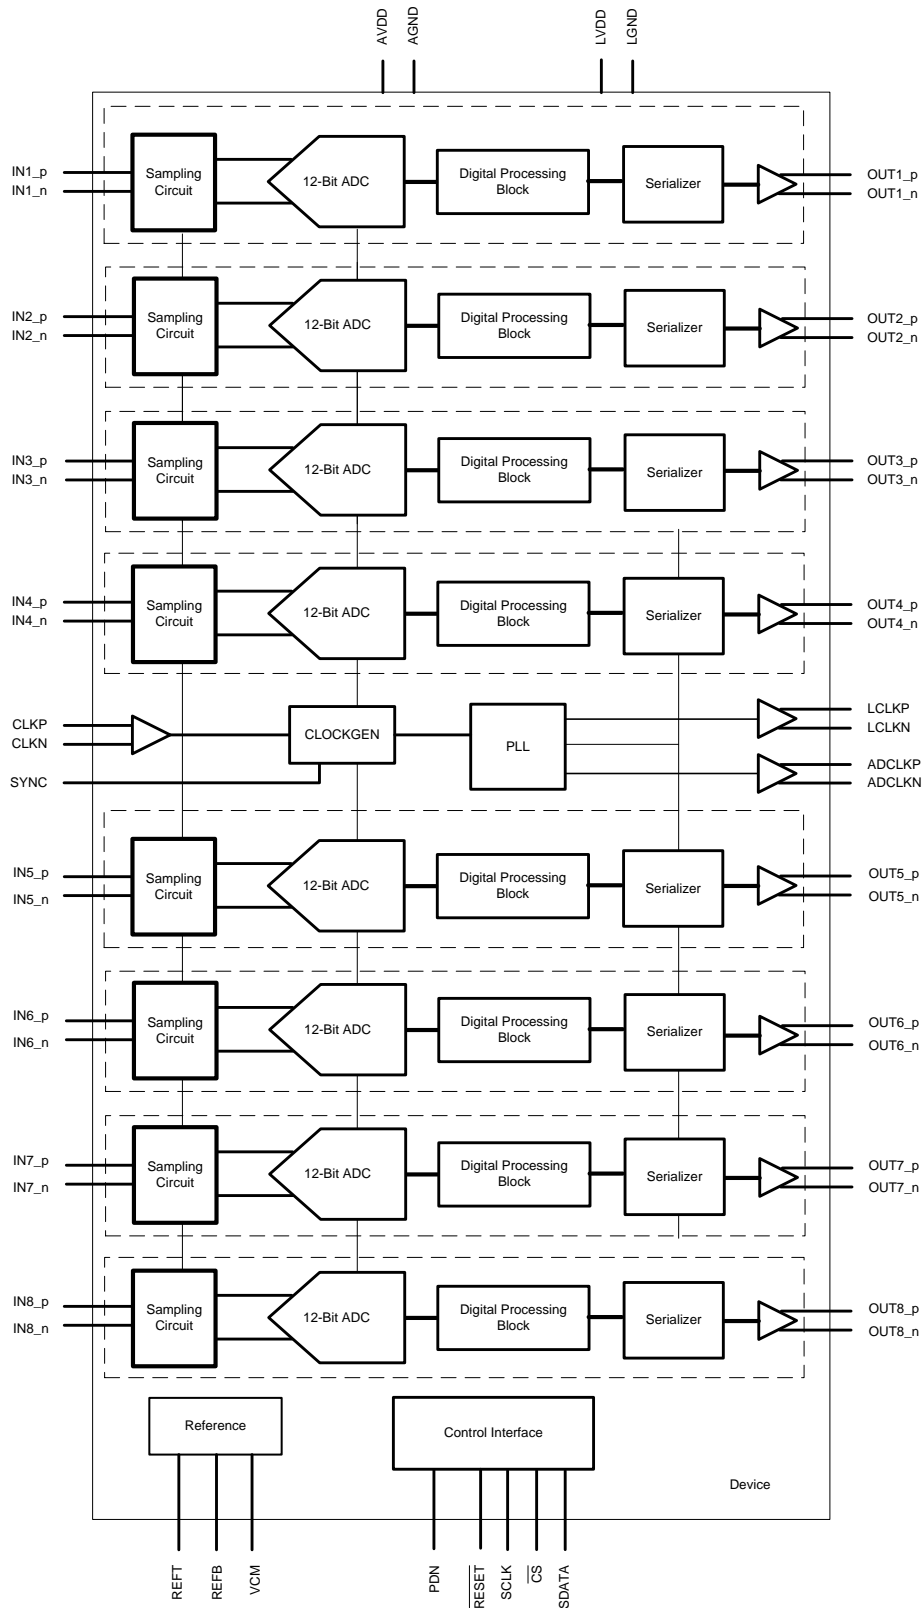 AVDD
AGND
LVDD
LGND
IN1_p
IN1_n
Sampling
Circuit
12-Bit ADC
Digital Processing
Block
Serializer
OUT1_p
OUT1_n
IN2_p
IN2_n
Sampling
Circuit
12-Bit ADC
Digital Processing
Block
Serializer
OUT2_p
OUT2_n
IN3_p
IN3_n
Sampling
Circuit
12-Bit ADC
Digital Processing
Block
Serializer
OUT3_p
OUT3_n
IN4_p
IN4_n
Sampling
Circuit
12-Bit ADC
Digital Processing
Block
Serializer
OUT4_p
OUT4_n
CLKP
CLKN
SYNC
CLOCKGEN
PLL
LCLKP
LCLKN
ADCLKP
ADCLKN
IN5_p
IN5_n
Sampling
Circuit
12-Bit ADC
Digital Processing
Block
Serializer
OUT5_p
OUT5_n
IN6_p
IN6_n
Sampling
Circuit
12-Bit ADC
Digital Processing
Block
Serializer
OUT6_p
OUT6_n
IN7_p
IN7_n
Sampling
Circuit
12-Bit ADC
Digital Processing
Block
Serializer
OUT7_p
OUT7_n
IN8_p
IN8_n
Sampling
Circuit
12-Bit ADC
Digital Processing
Block
Serializer
OUT8_p
OUT8_n
Reference
Control Interface
Device
REFT
REFB
VCM
PDN
RESET
SCLK
CS
SDATA